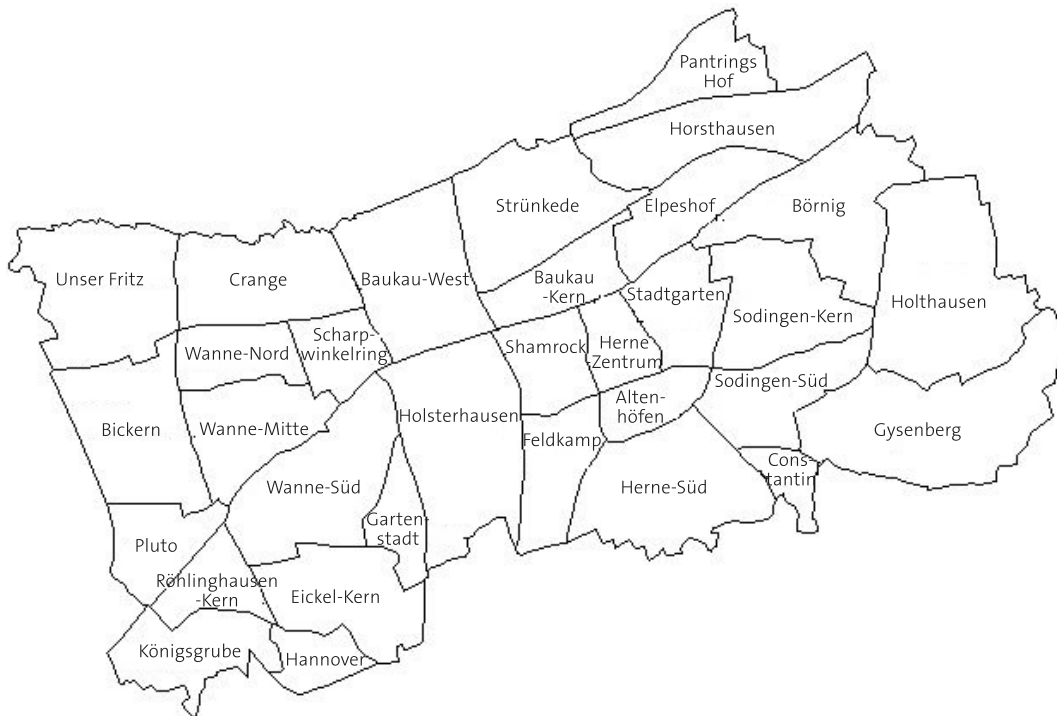 Pantrings
Hof
Horsthausen
Strünkede
Elpeshof
Börnig
Unser Fritz
Crange
Baukau-West
Baukau
-Kern
Stadtgarten
Sodingen-Kern
Holthausen
Wanne-Nord
Scharp-
winkelring
Shamrock
Herne
-Zentrum
Sodingen-Süd
Alten-
höfen
Holsterhausen
Bickern
Wanne-Mitte
Feldkamp
Gysenberg
Cons-
tantin
Wanne-Süd
Herne-Süd
Garten-
stadt
Pluto
Röhlinghausen
-Kern
Eickel-Kern
Königsgrube
Hannover